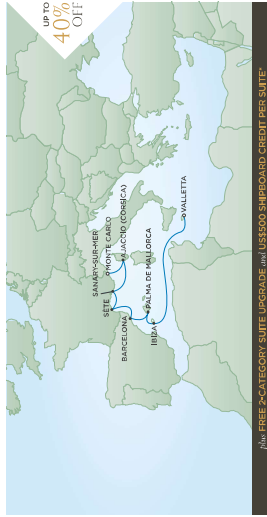 UP TO
40%
OFF
MONTE CARLO
SANARY-SUR-MER
AJACCIO (CORSICA)
SÈTE
BARCELONA
PALMA DE MALLORCA
IBIZA
VALLETTA
plus FREE 2-CATEGORY SUITE UPGRADE and US$500 SHIPBOARD CREDIT PER SUITE*